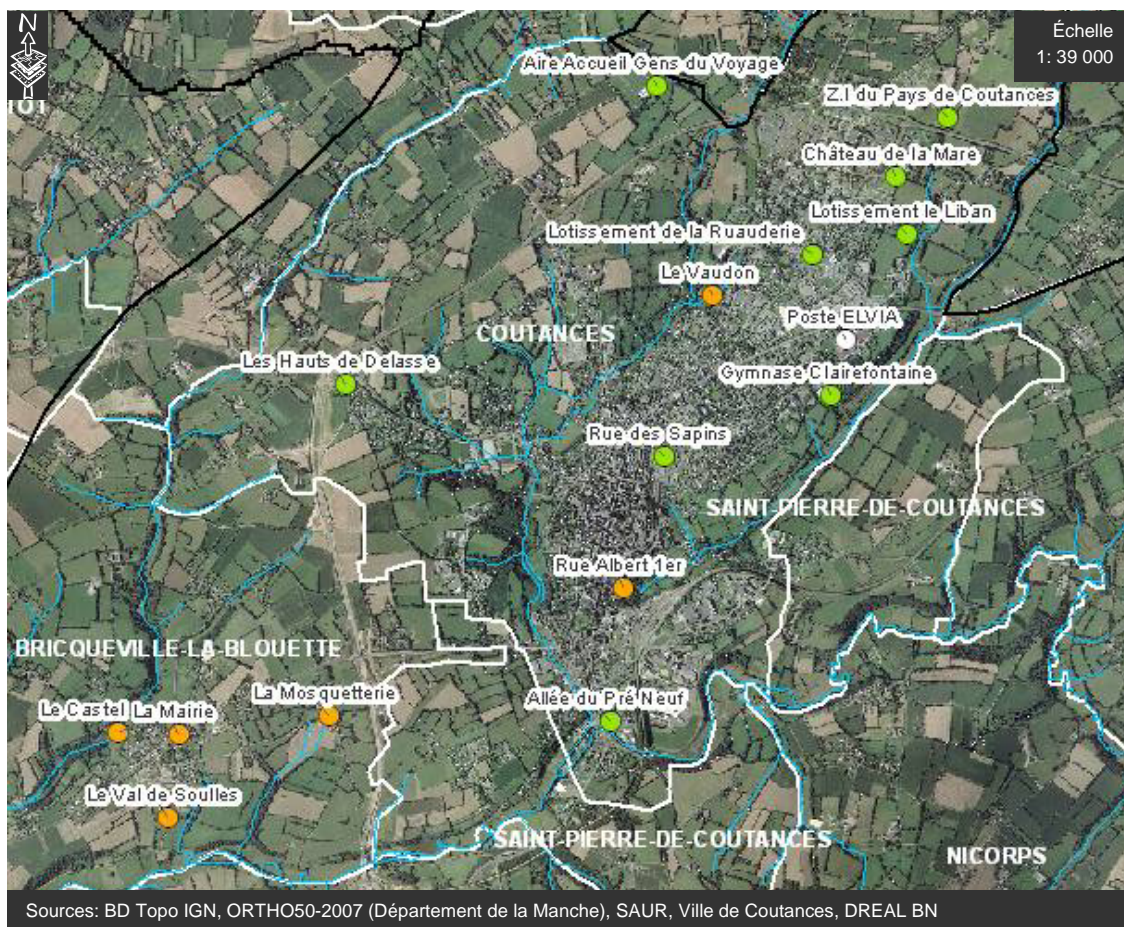 N
Échelle
1: 39 000
Aire Accueil Gens du Voyage
Z.I du Pays de Coutances
Château de la Mare
Lotissement le Liban
Lotissement de la Ruauderie
Le Vaudon
Poste ELVIA
COUTANCES
Les Hauts de Delasse
Gymnase Clairefontaine
Rue des Sapins
SAINT-PIERRE-DE-COUTANCES
Rue Albert 1er
BRICQUEVILLE-LA-BLOUETTE
La Mosquetterie
Allée du Pré Neuf
Le Castel
La Mairie
Le Val de Soulles
SAINT-PIERRE-DE-COUTANCES
NICORPS
Sources: BD Topo IGN, ORTHO50-2007 (Département de la Manche), SAUR, Ville de Coutances, DREAL BN